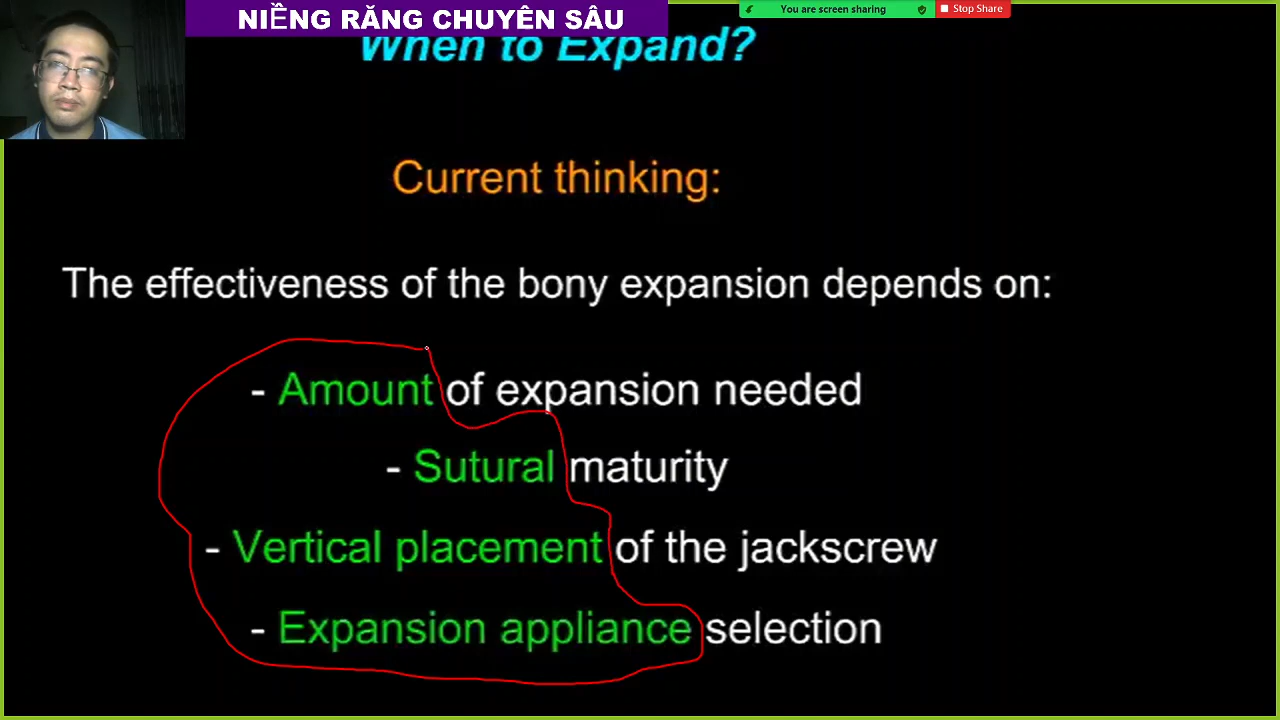 NIỀNG RĂNG CHUYÊN SÂU
You are screen sharing
Stop Share
When to Expand?
Current thinking:
The effectiveness of the bony expansion depends on:
- Amount of expansion needed
- Sutural maturity
- Vertical placement of the jackscrew
- Expansion appliance selection